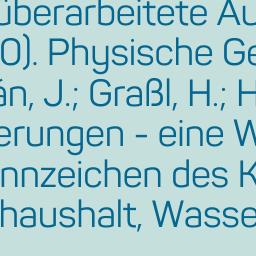 überarbeitete Au
0). Physische Ge
án, J.; Graßl, H.; H
erungen - eine W
nnzeichen des K
haushalt, Wasse